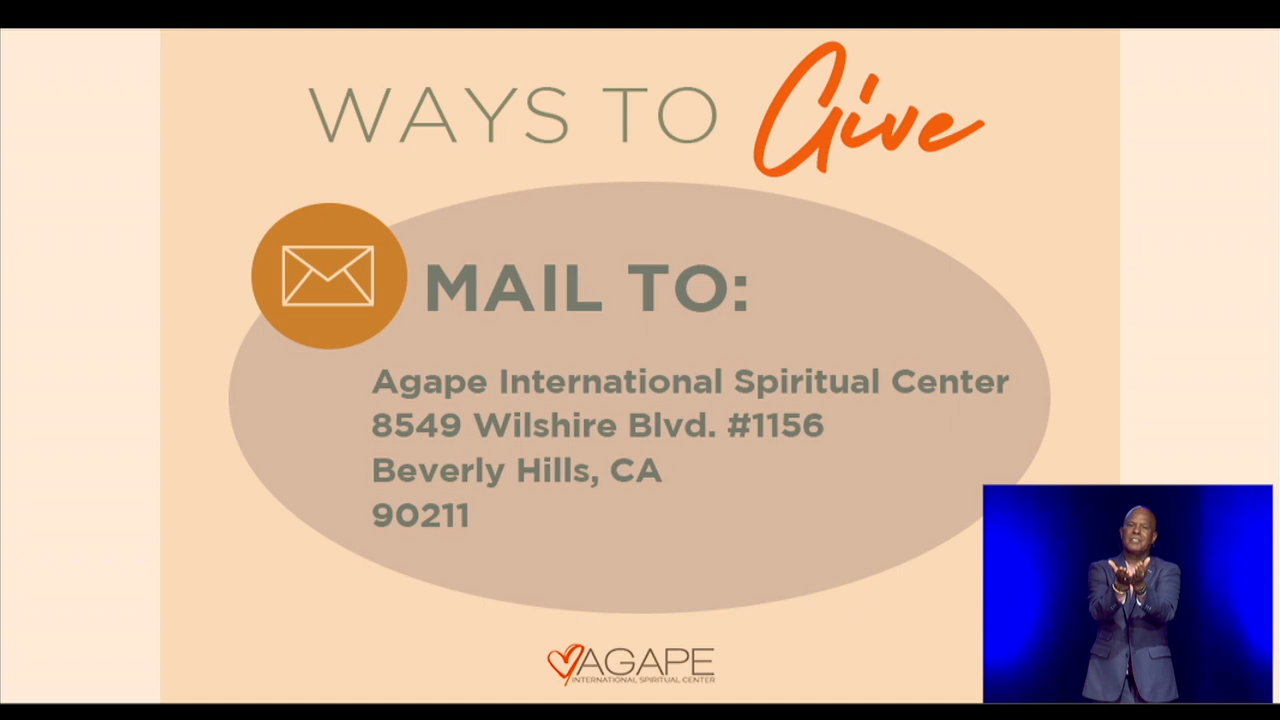 WAYS TO Give
MAIL TO:
Agape International Spiritual Center
8549 Wilshire Blvd. #1156
Beverly Hills, CA
90211
AGAPE
INTERNATIONAL SPIRITUAL CENTER